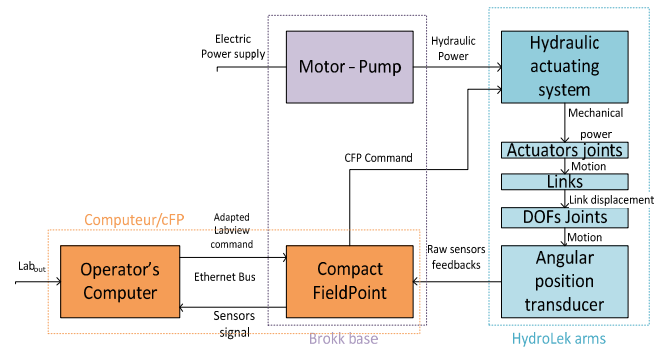 Electric
Power supply
Motor - Pump
Hydraulic
Power
Hydraulic
actuating
system
Mechanical
power
Actuators joints
Motion
Links
Link displacement
DOFs Joints
Motion
Angular
position
transducer
CFP Command
Computeur/cFP
Adapted
Labview
command
Lab_out
Operator's
Computer
Ethernet Bus
Sensors
signal
Compact
FieldPoint
Raw sensors
feedbacks
Brokk base
HydroLek arms